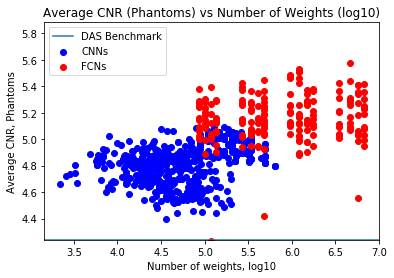 Average CNR (Phantoms) vs Number of Weights (log10)
DAS Benchmark
CNNs
FCNs
Average CNR, Phantoms
5.8
5.6
5.4
5.2
5.0
4.8
4.6
4.4
3.5
4.0
4.5
5.0
5.5
6.0
6.5
7.0
Number of weights, log10